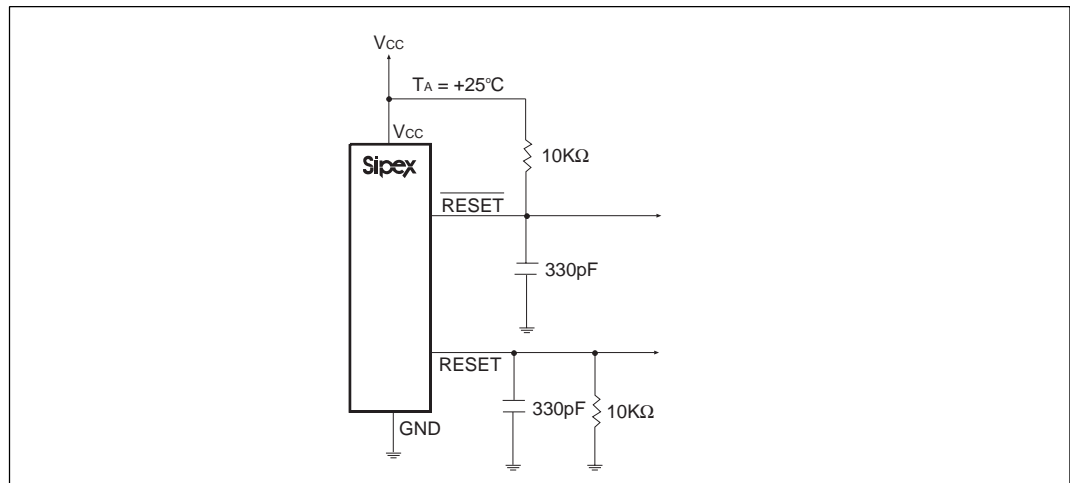 Vcc
TA = +25°C
Vcc
Sipex
10KΩ
RESET
330pF
RESET
330pF
10KΩ
GND